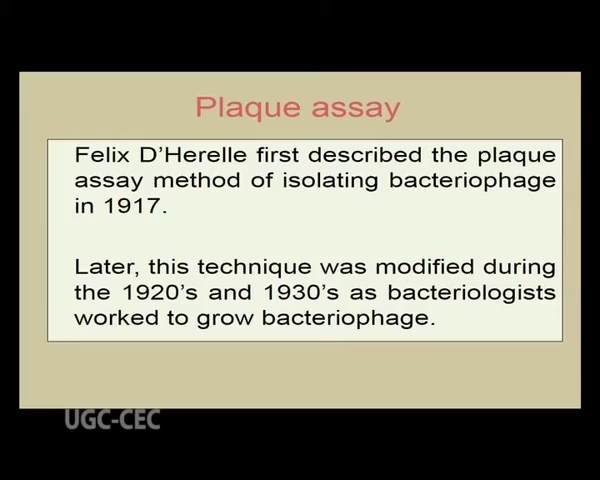 Plaque assay
Felix D'Herelle first described the plaque
assay method of isolating bacteriophage
in 1917.
Later, this technique was modified during
the 1920's and 1930's as bacteriologists
worked to grow bacteriophage.
UGC-CEC